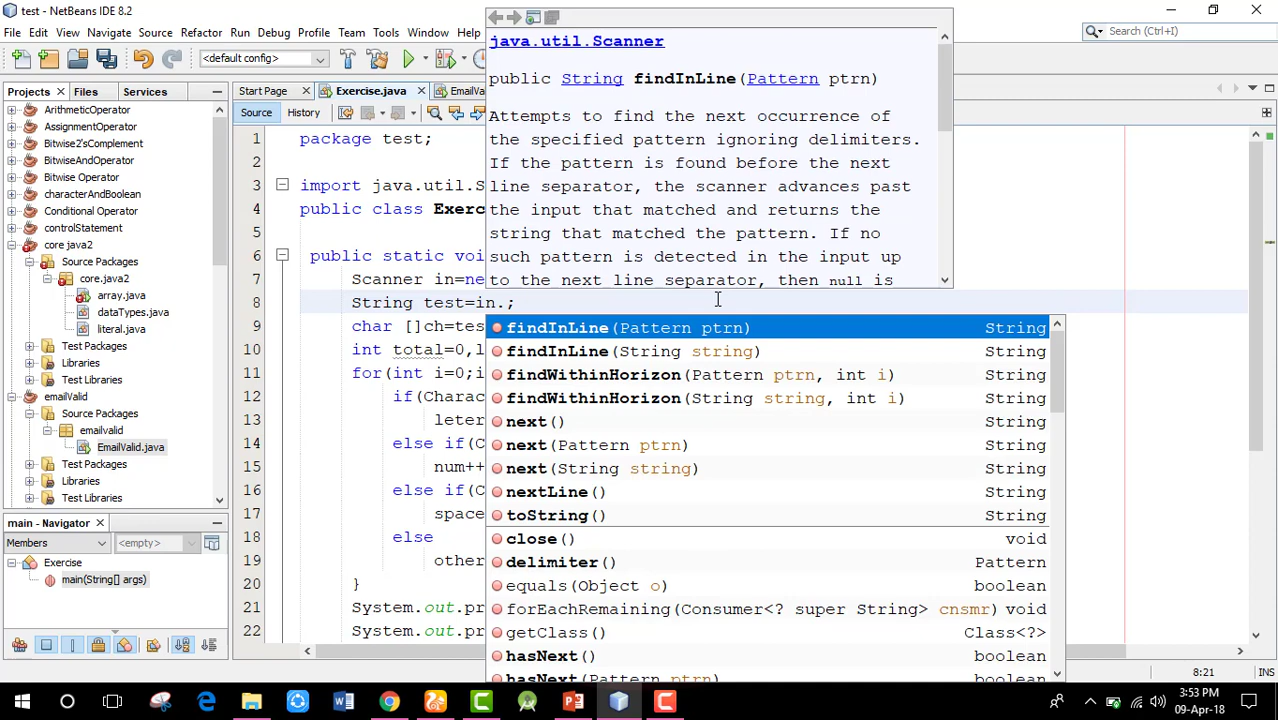 test - NetBeans IDE 8.2
File Edit View Navigate Source Refactor Run Debug Profile Team Tools Window Help
<default config>
Search (Ctrl+I)
Projects Files Services
ArithmeticOperator
AssignmentOperator
Bitwise2'sComplement
BitwiseAndOperator
Bitwise Operator
characterAndBoolean
Conditional Operator
controlStatement
core java2
Source Packages
core.java2
array.java
dataTypes.java
literal.java
Test Packages
Libraries
Test Libraries
emailValid
Source Packages
emailvalid
EmailValid.java
Test Packages
Libraries
Test Libraries
main - Navigator
Members <empty>
Exercise
main(String[] args)
Start Page Exercise.java EmailVa
Source History
1 package test;
2
3 import java.util.S
4 public class Exerc
5
6 public static voi
7 Scanner in=ne
8 String test=in.;
9 char []ch=tes
10 int total=0,l
11 for(int i=0;i
12 if(Charac
13 leter
14 else if(C
15 num++
16 else if(C
17 space
18 else
19 other
20 }
21 System.out.pr
22 System.out.pr
java.util.Scanner
public String findInLine(Pattern ptrn)
Attempts to find the next occurrence of
the specified pattern ignoring delimiters.
If the pattern is found before the next
line separator, the scanner advances past
the input that matched and returns the
string that matched the pattern. If no
such pattern is detected in the input up
to the next line separator, then null is
findInLine(Pattern ptrn) String
findInLine(String string) String
findWithinHorizon(Pattern ptrn, int i) String
findWithinHorizon(String string, int i) String
next() String
next(Pattern ptrn) String
next(String string) String
nextLine() String
toString() String
close() void
delimiter() Pattern
equals(Object o) boolean
forEachRemaining(Consumer<? super String> cnsmr) void
getClass() Class<?>
hasNext() boolean
hasNext(Pattern ptrn) boolean
8:21 INS
3:53 PM
09-Apr-18